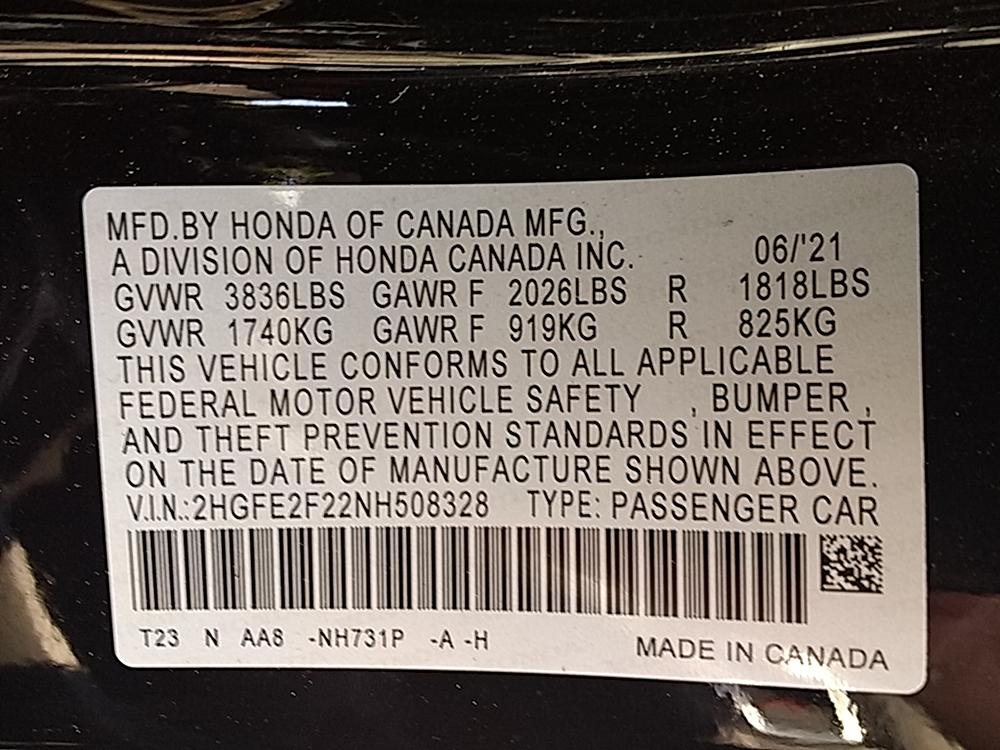 MFD.BY HONDA OF CANADA MFG.,
A DIVISION OF HONDA CANADA INC. 06/'21
GVWR 3836LBS GAWR F 2026LBS R 1818LBS
GVWR 1740KG GAWR F 919KG R 825KG
THIS VEHICLE CONFORMS TO ALL APPLICABLE
FEDERAL MOTOR VEHICLE SAFETY , BUMPER ,
AND THEFT PREVENTION STANDARDS IN EFFECT
ON THE DATE OF MANUFACTURE SHOWN ABOVE.
V.I.N.:2HGFE2F22NH508328 TYPE: PASSENGER CAR
T23 N AA8 -NH731P -A -H MADE IN CANADA